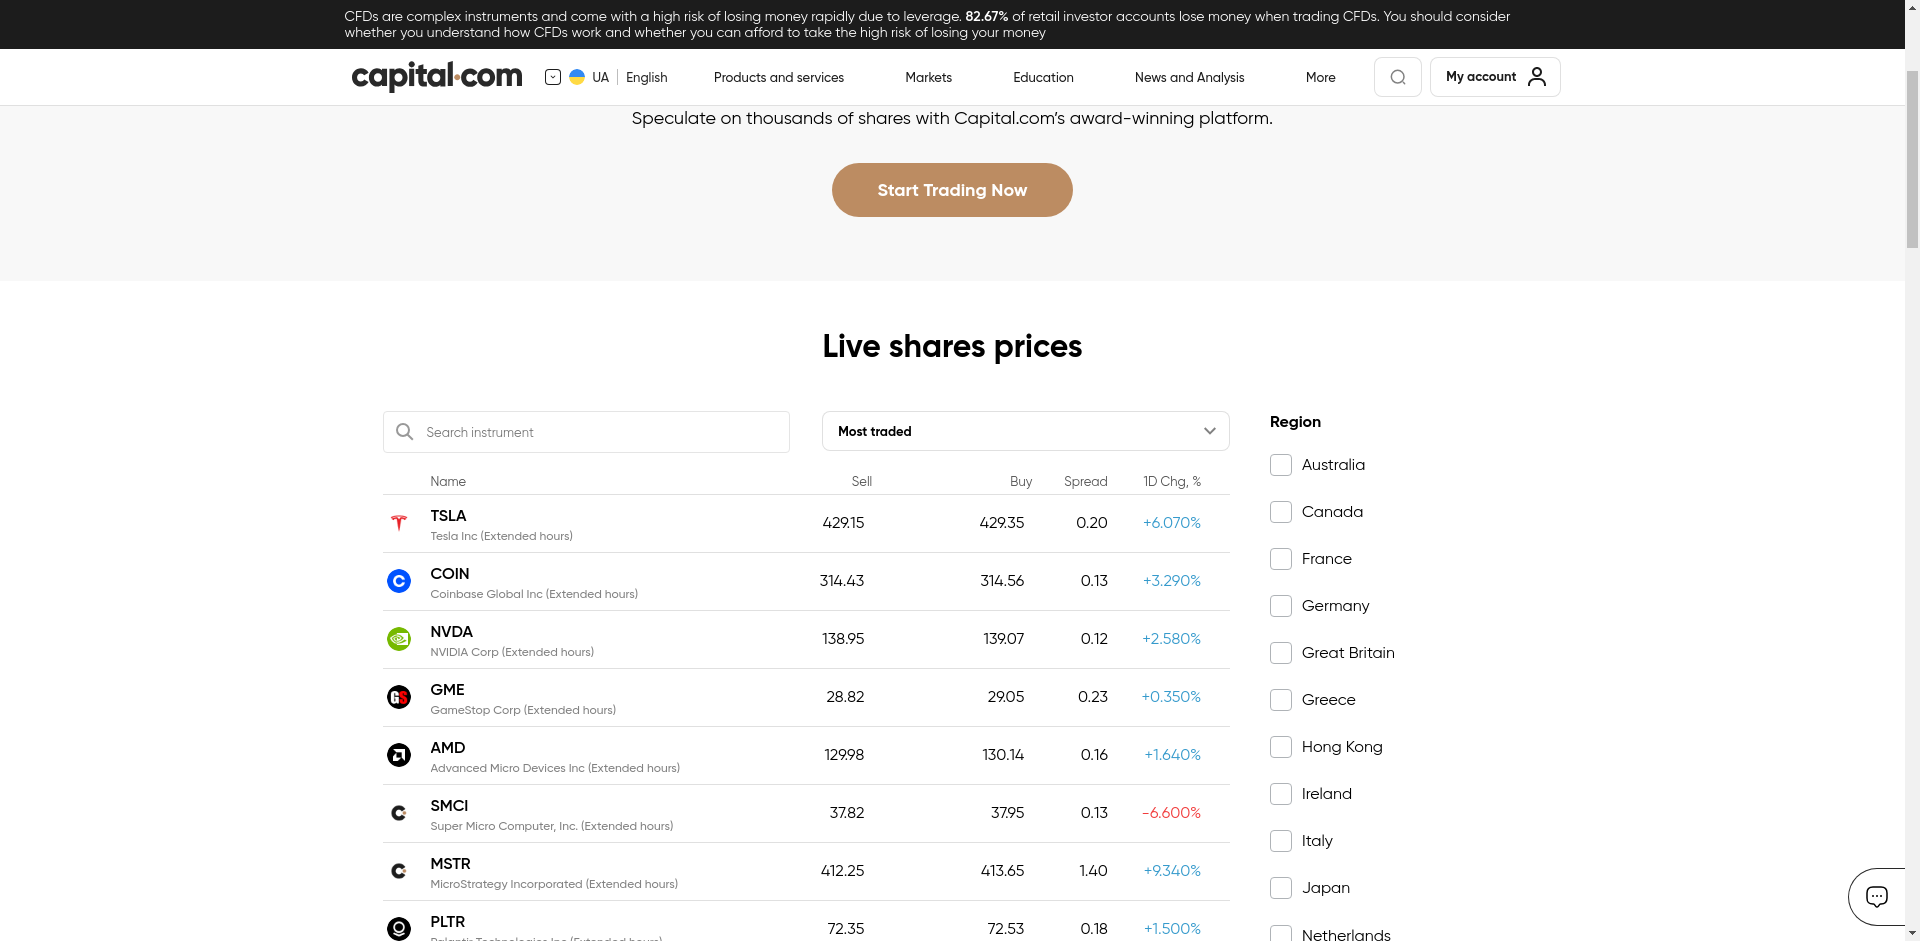 CFDs are complex instruments and come with a high risk of losing money rapidly due to leverage. 82.67% of retail investor accounts lose money when trading CFDs. You should consider
whether you understand how CFDs work and whether you can afford to take the high risk of losing your money
capital.com UA English Products and services Markets Education News and Analysis More My account
Speculate on thousands of shares with Capital.com’s award-winning platform.
Start Trading Now
Live shares prices
Search instrument Most traded
Region
Name Sell Buy Spread 1D Chg, %
TSLA 429.15 429.35 0.20 +6.070%
Tesla Inc (Extended hours)
COIN 314.43 314.56 0.13 +3.290%
Coinbase Global Inc (Extended hours)
NVDA 138.95 139.07 0.12 +2.580%
NVIDIA Corp (Extended hours)
GME 28.82 29.05 0.23 +0.350%
GameStop Corp (Extended hours)
AMD 129.98 130.14 0.16 +1.640%
Advanced Micro Devices Inc (Extended hours)
SMCI 37.82 37.95 0.13 -6.600%
Super Micro Computer, Inc. (Extended hours)
MSTR 412.25 413.65 1.40 +9.340%
MicroStrategy Incorporated (Extended hours)
PLTR 72.35 72.53 0.18 +1.500%
Palantir Technologies Inc (Extended hours)
Australia
Canada
France
Germany
Great Britain
Greece
Hong Kong
Ireland
Italy
Japan
Netherlands